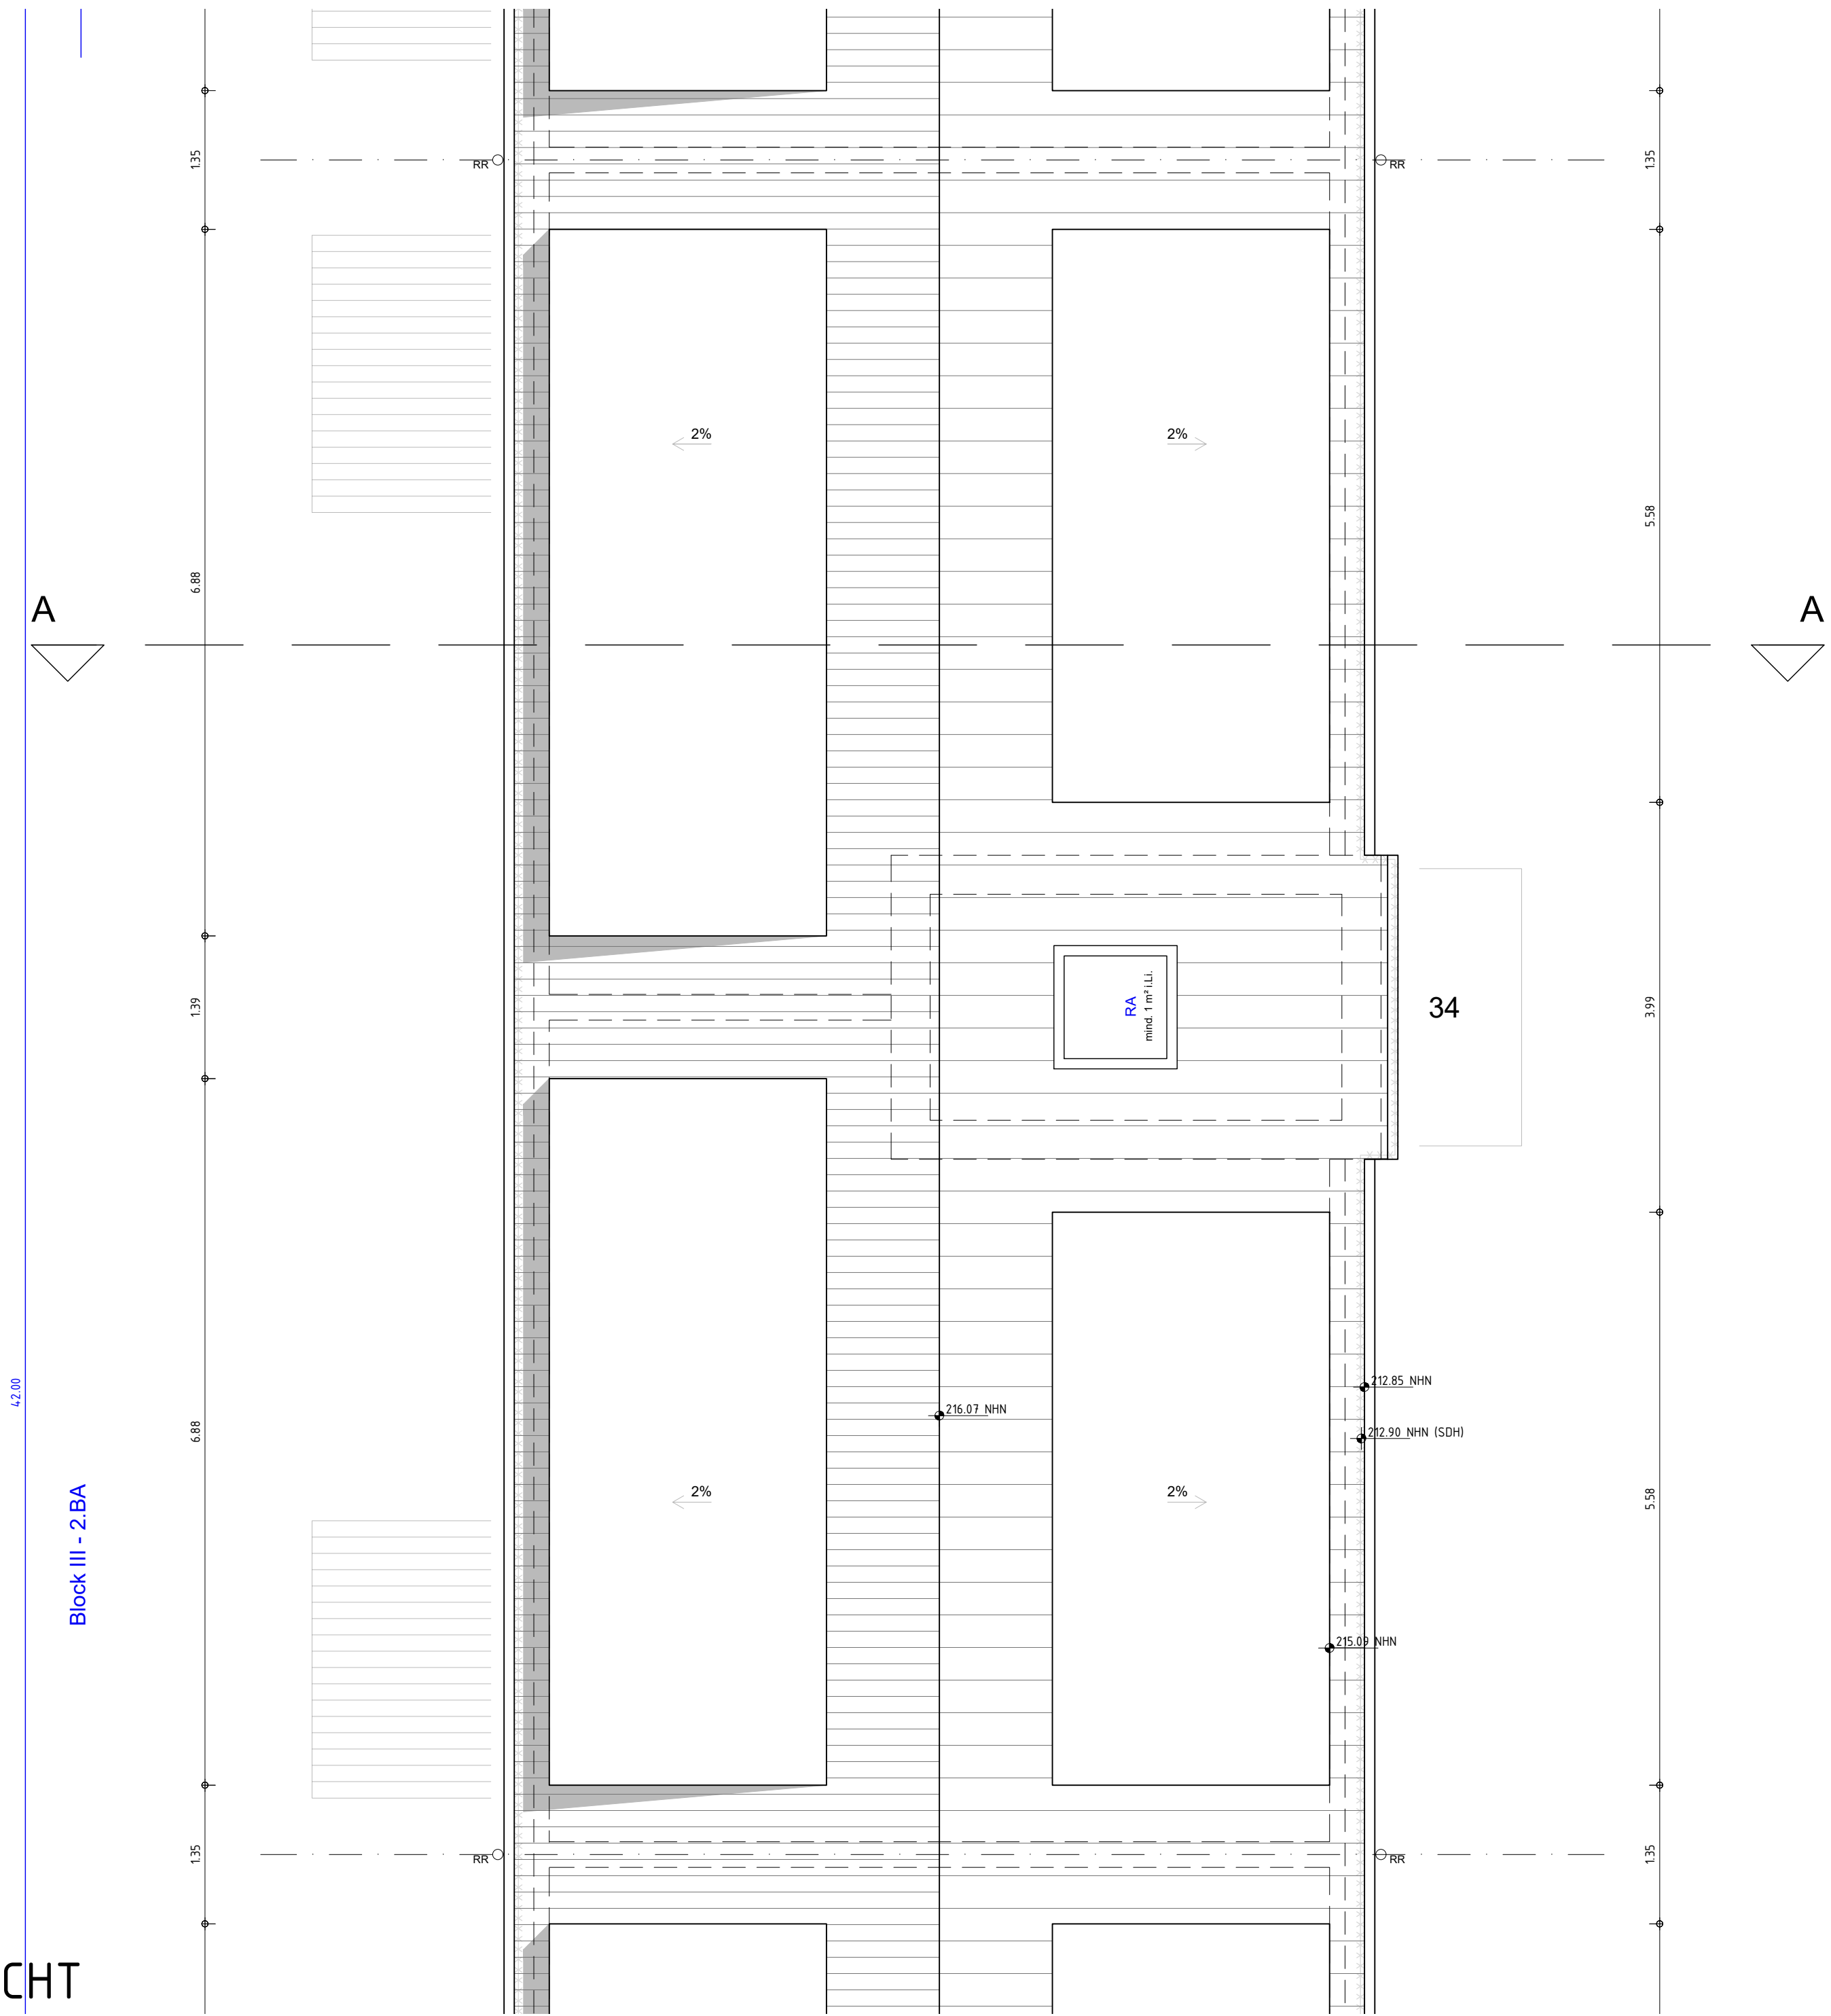 1.35
RR
RR
1.35
2%
2%
5.58
6.88
A
A
RA
mind. 1 m² i.Li.
1.39
34
3.99
42.00
212.85 NHN
216.07 NHN
6.88
212.90 NHN (SDH)
2%
2%
5.58
Block III - 2.BA
215.09 NHN
1.35
RR
RR
1.35
CHT